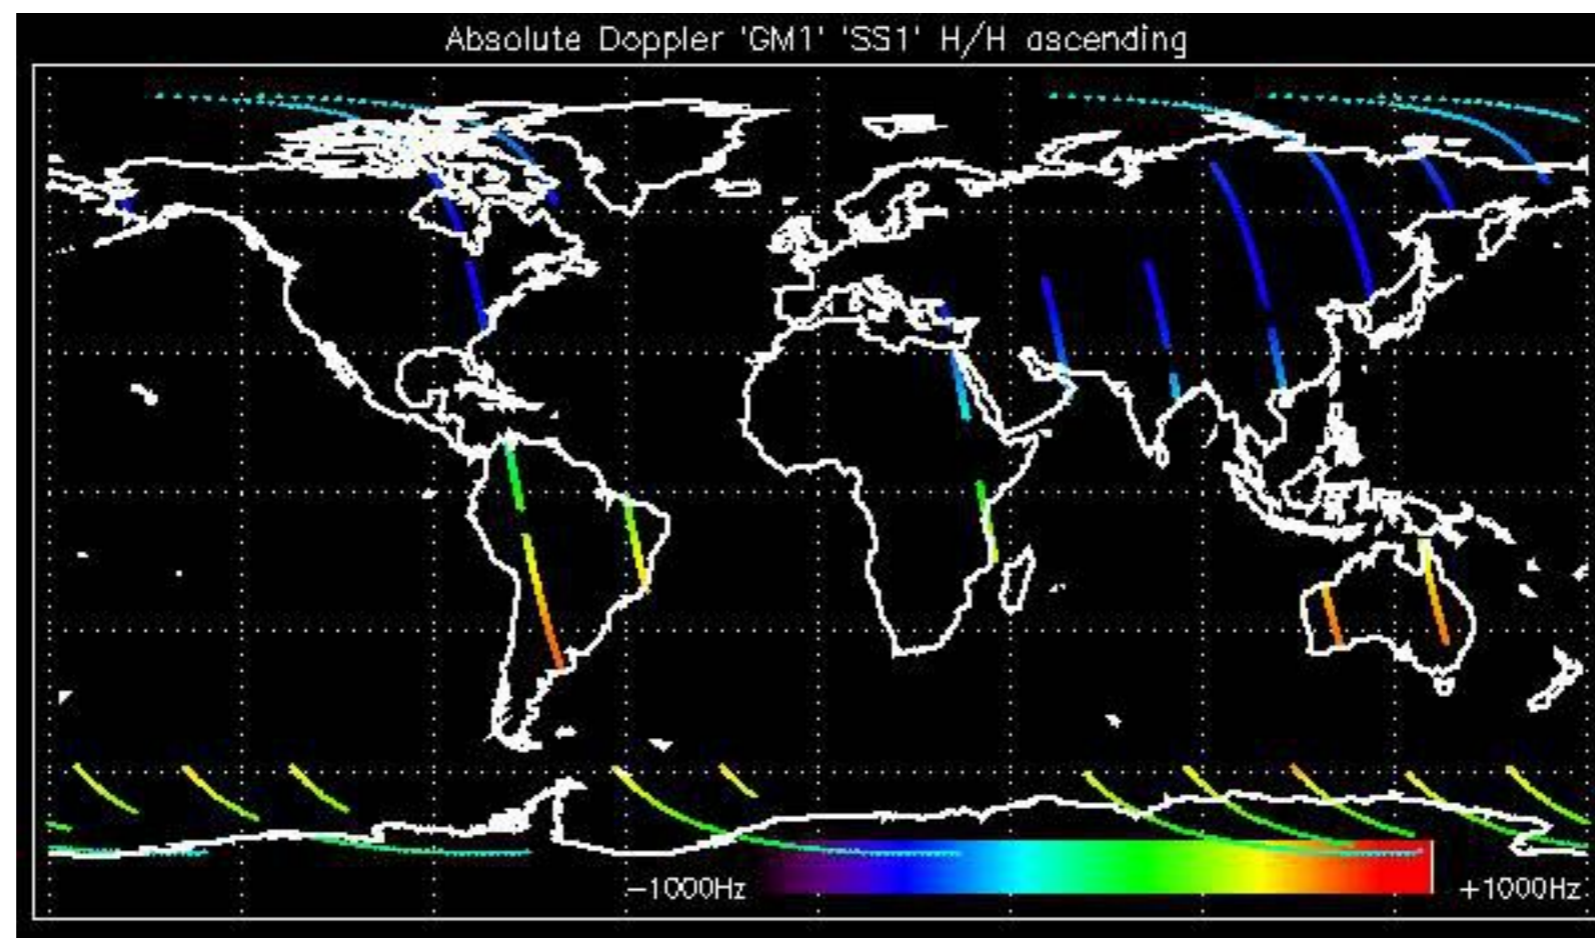 Absolute Doppler 'GM1' 'SS1' H/H ascending
-1000Hz +1000Hz